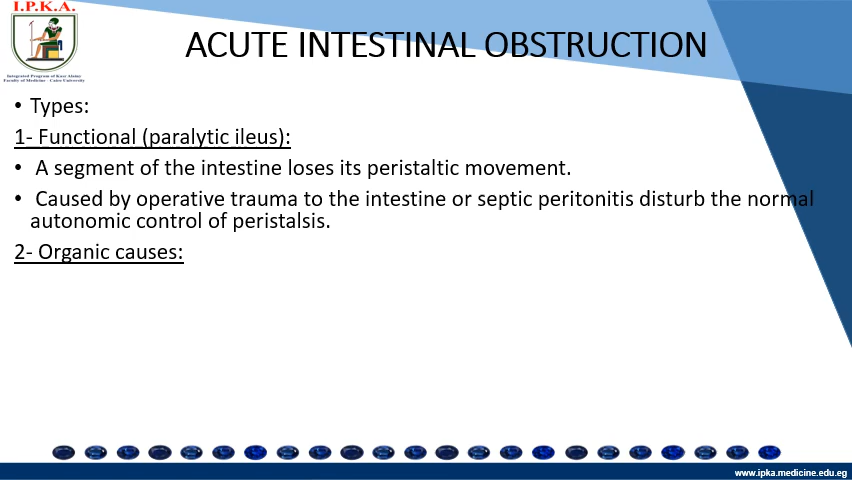 I.P.K.A.
Integrated Program of Kasr Alainy
Faculty of Medicine - Cairo University
ACUTE INTESTINAL OBSTRUCTION
• Types:
1- Functional (paralytic ileus):
• A segment of the intestine loses its peristaltic movement.
• Caused by operative trauma to the intestine or septic peritonitis disturb the normal
autonomic control of peristalsis.
2- Organic causes:
www.ipka.medicine.edu.eg